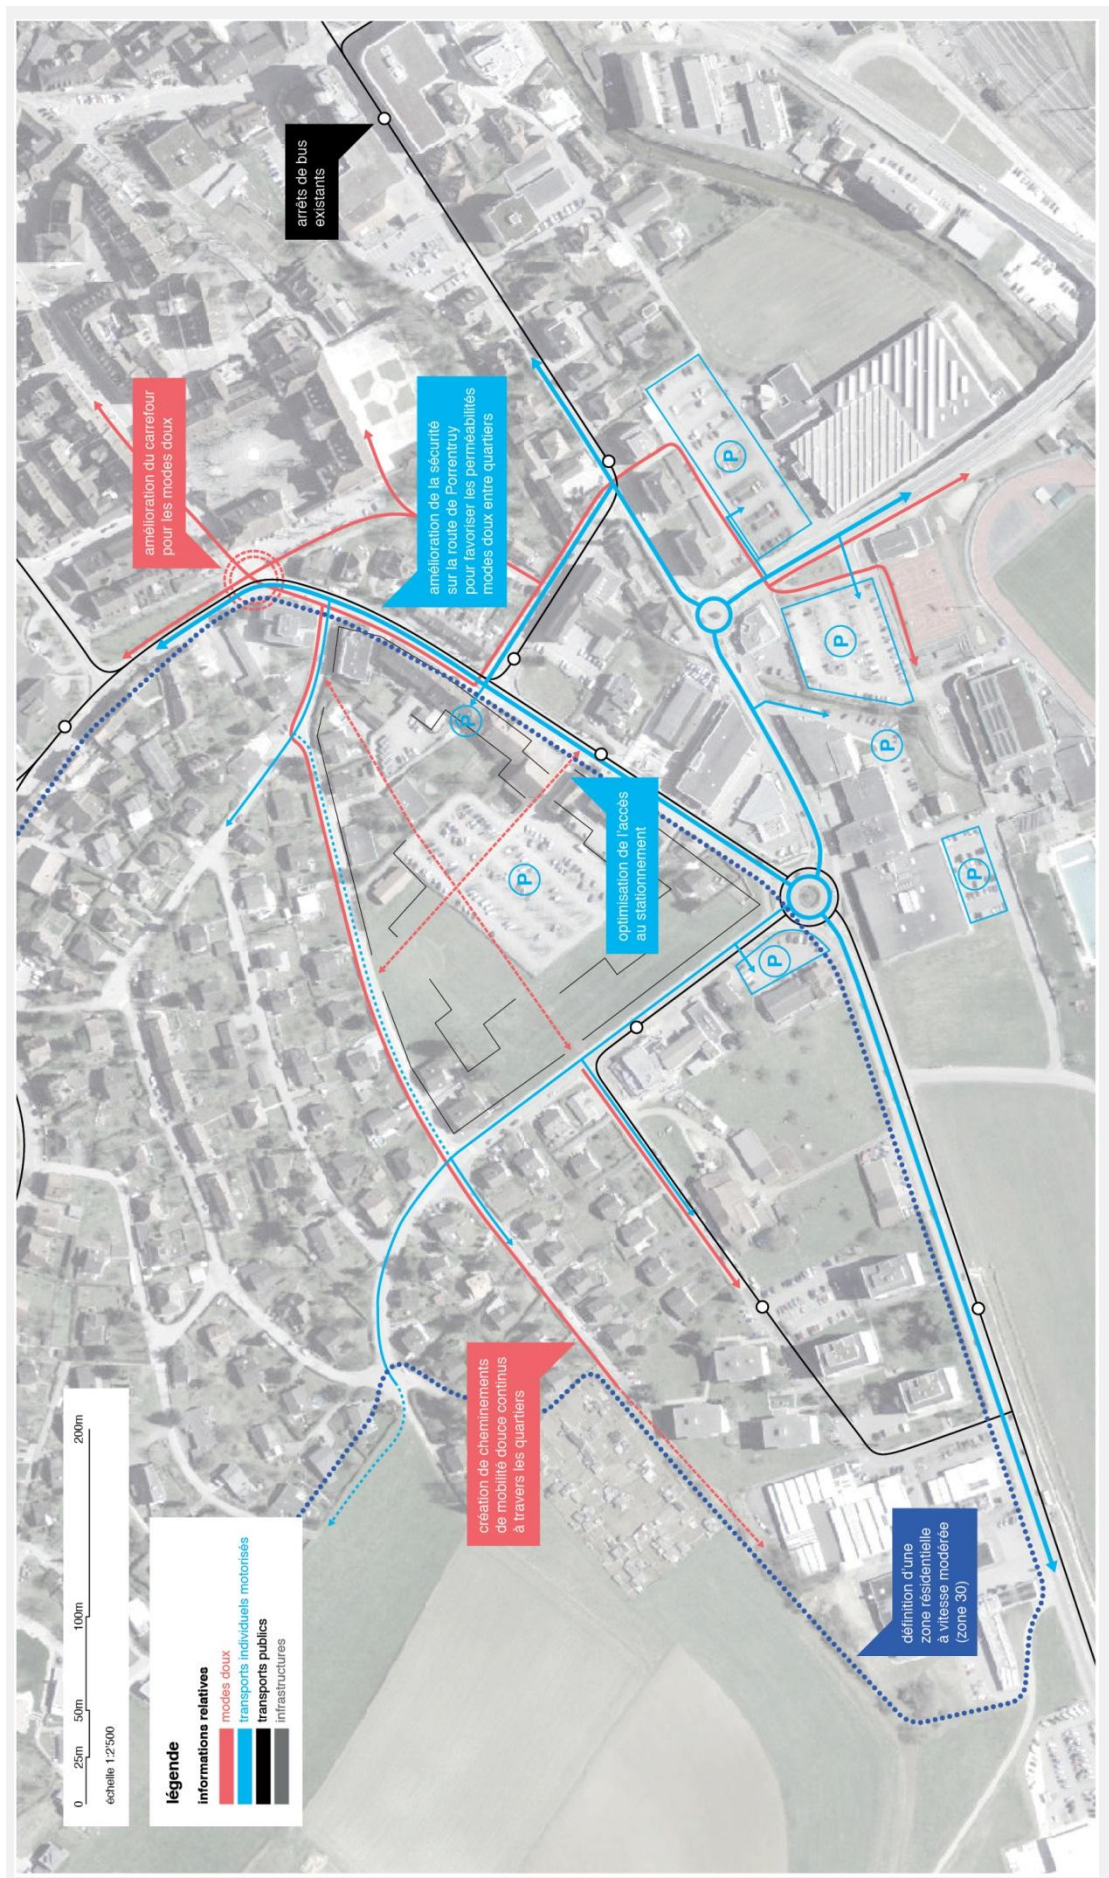 arrêts de bus
existants
amélioration du carrefour
pour les modes doux
amélioration de la sécurité
sur la route de Porrentruy
pour favoriser les perméabilités
modes doux entre quartiers
optimisation de l'accès
au stationnement
création de cheminements
de mobilité douce continus
à travers les quartiers
définition d'une
zone résidentielle
à vitesse modérée
(zone 30)
P
P
P
P
P
P
P
0 25m 50m 100m 200m
échelle 1:2'500
légende
informations relatives
modes doux
transports individuels motorisés
transports publics
infrastructures